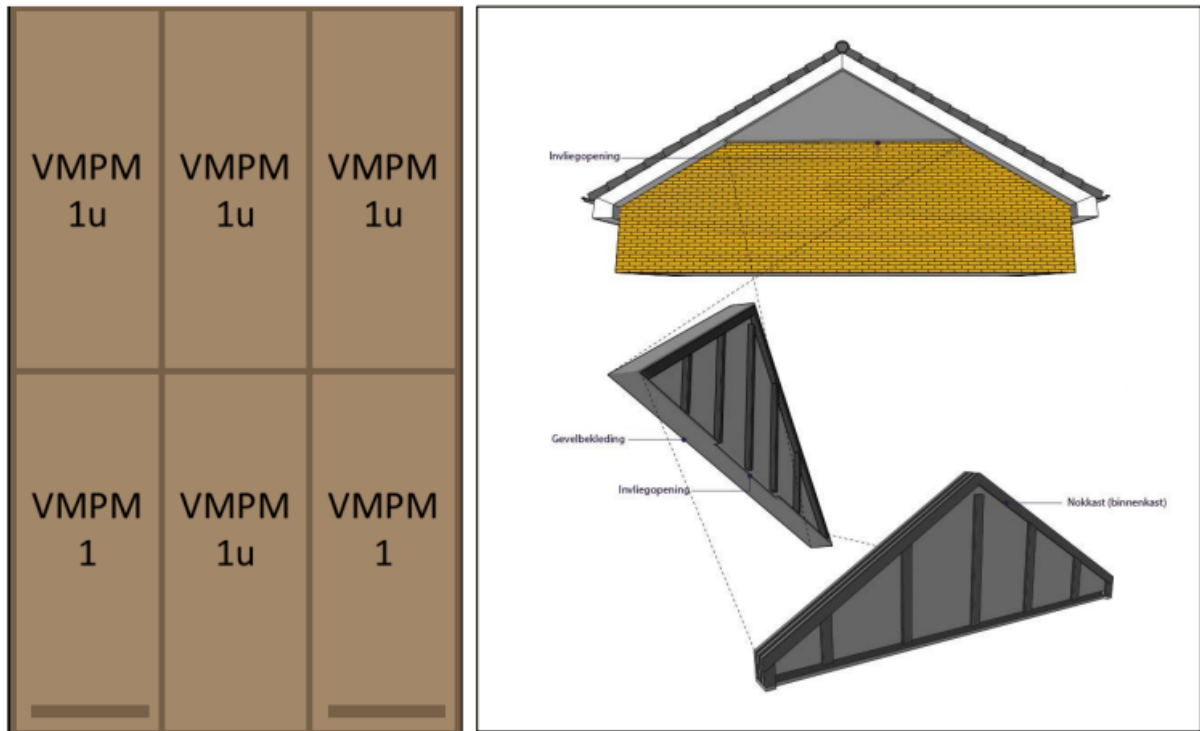 VMPM
1u
VMPM
1u
VMPM
1u
VMPM
1
VMPM
1u
VMPM
1
Invliegopening
Gevelbekleding
Invliegopening
Nokkast (binnenkast)